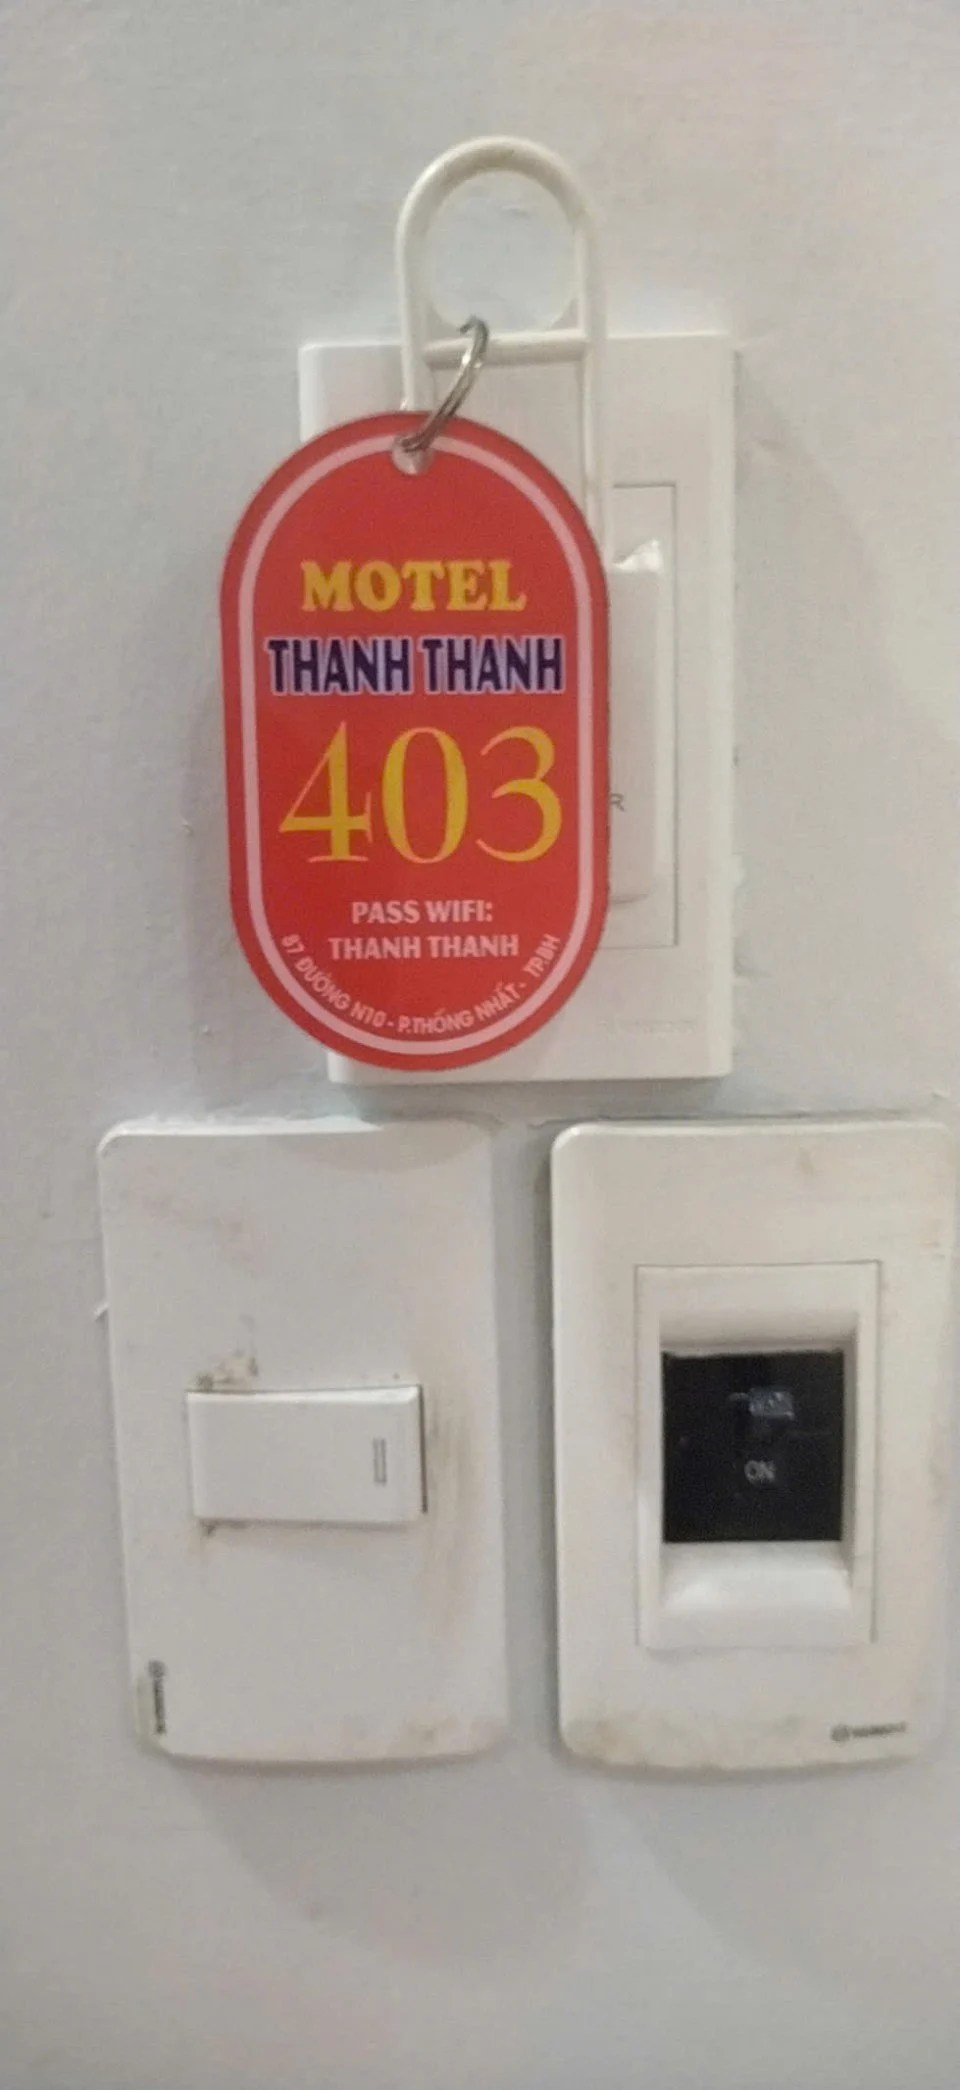 MOTEL
THANH THANH
403
PASS WIFI:
THANH THANH
87 ĐƯỜNG N10 - P.THỐNG NHẤT - TP.BH
R
ON